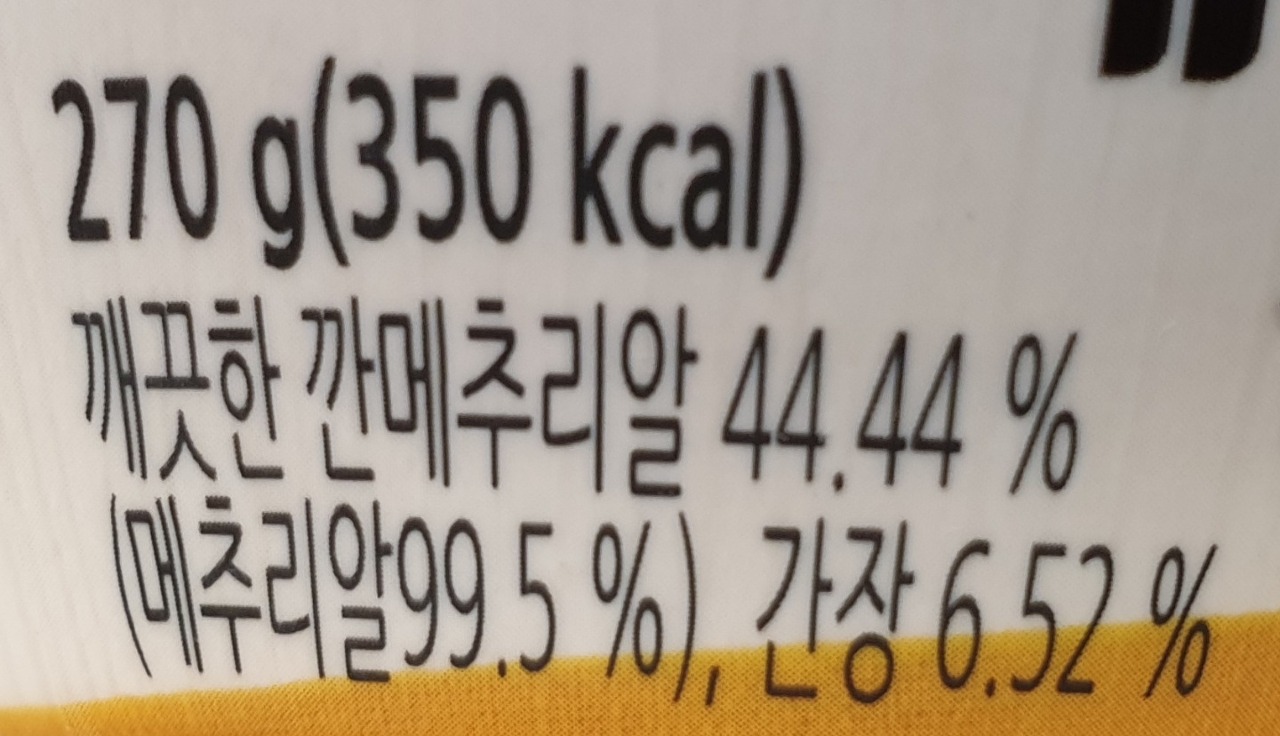 270 g(350 kcal)
깨끗한 깐메추리알 44.44 %
(메추리알99.5 %), 간장 6.52 %